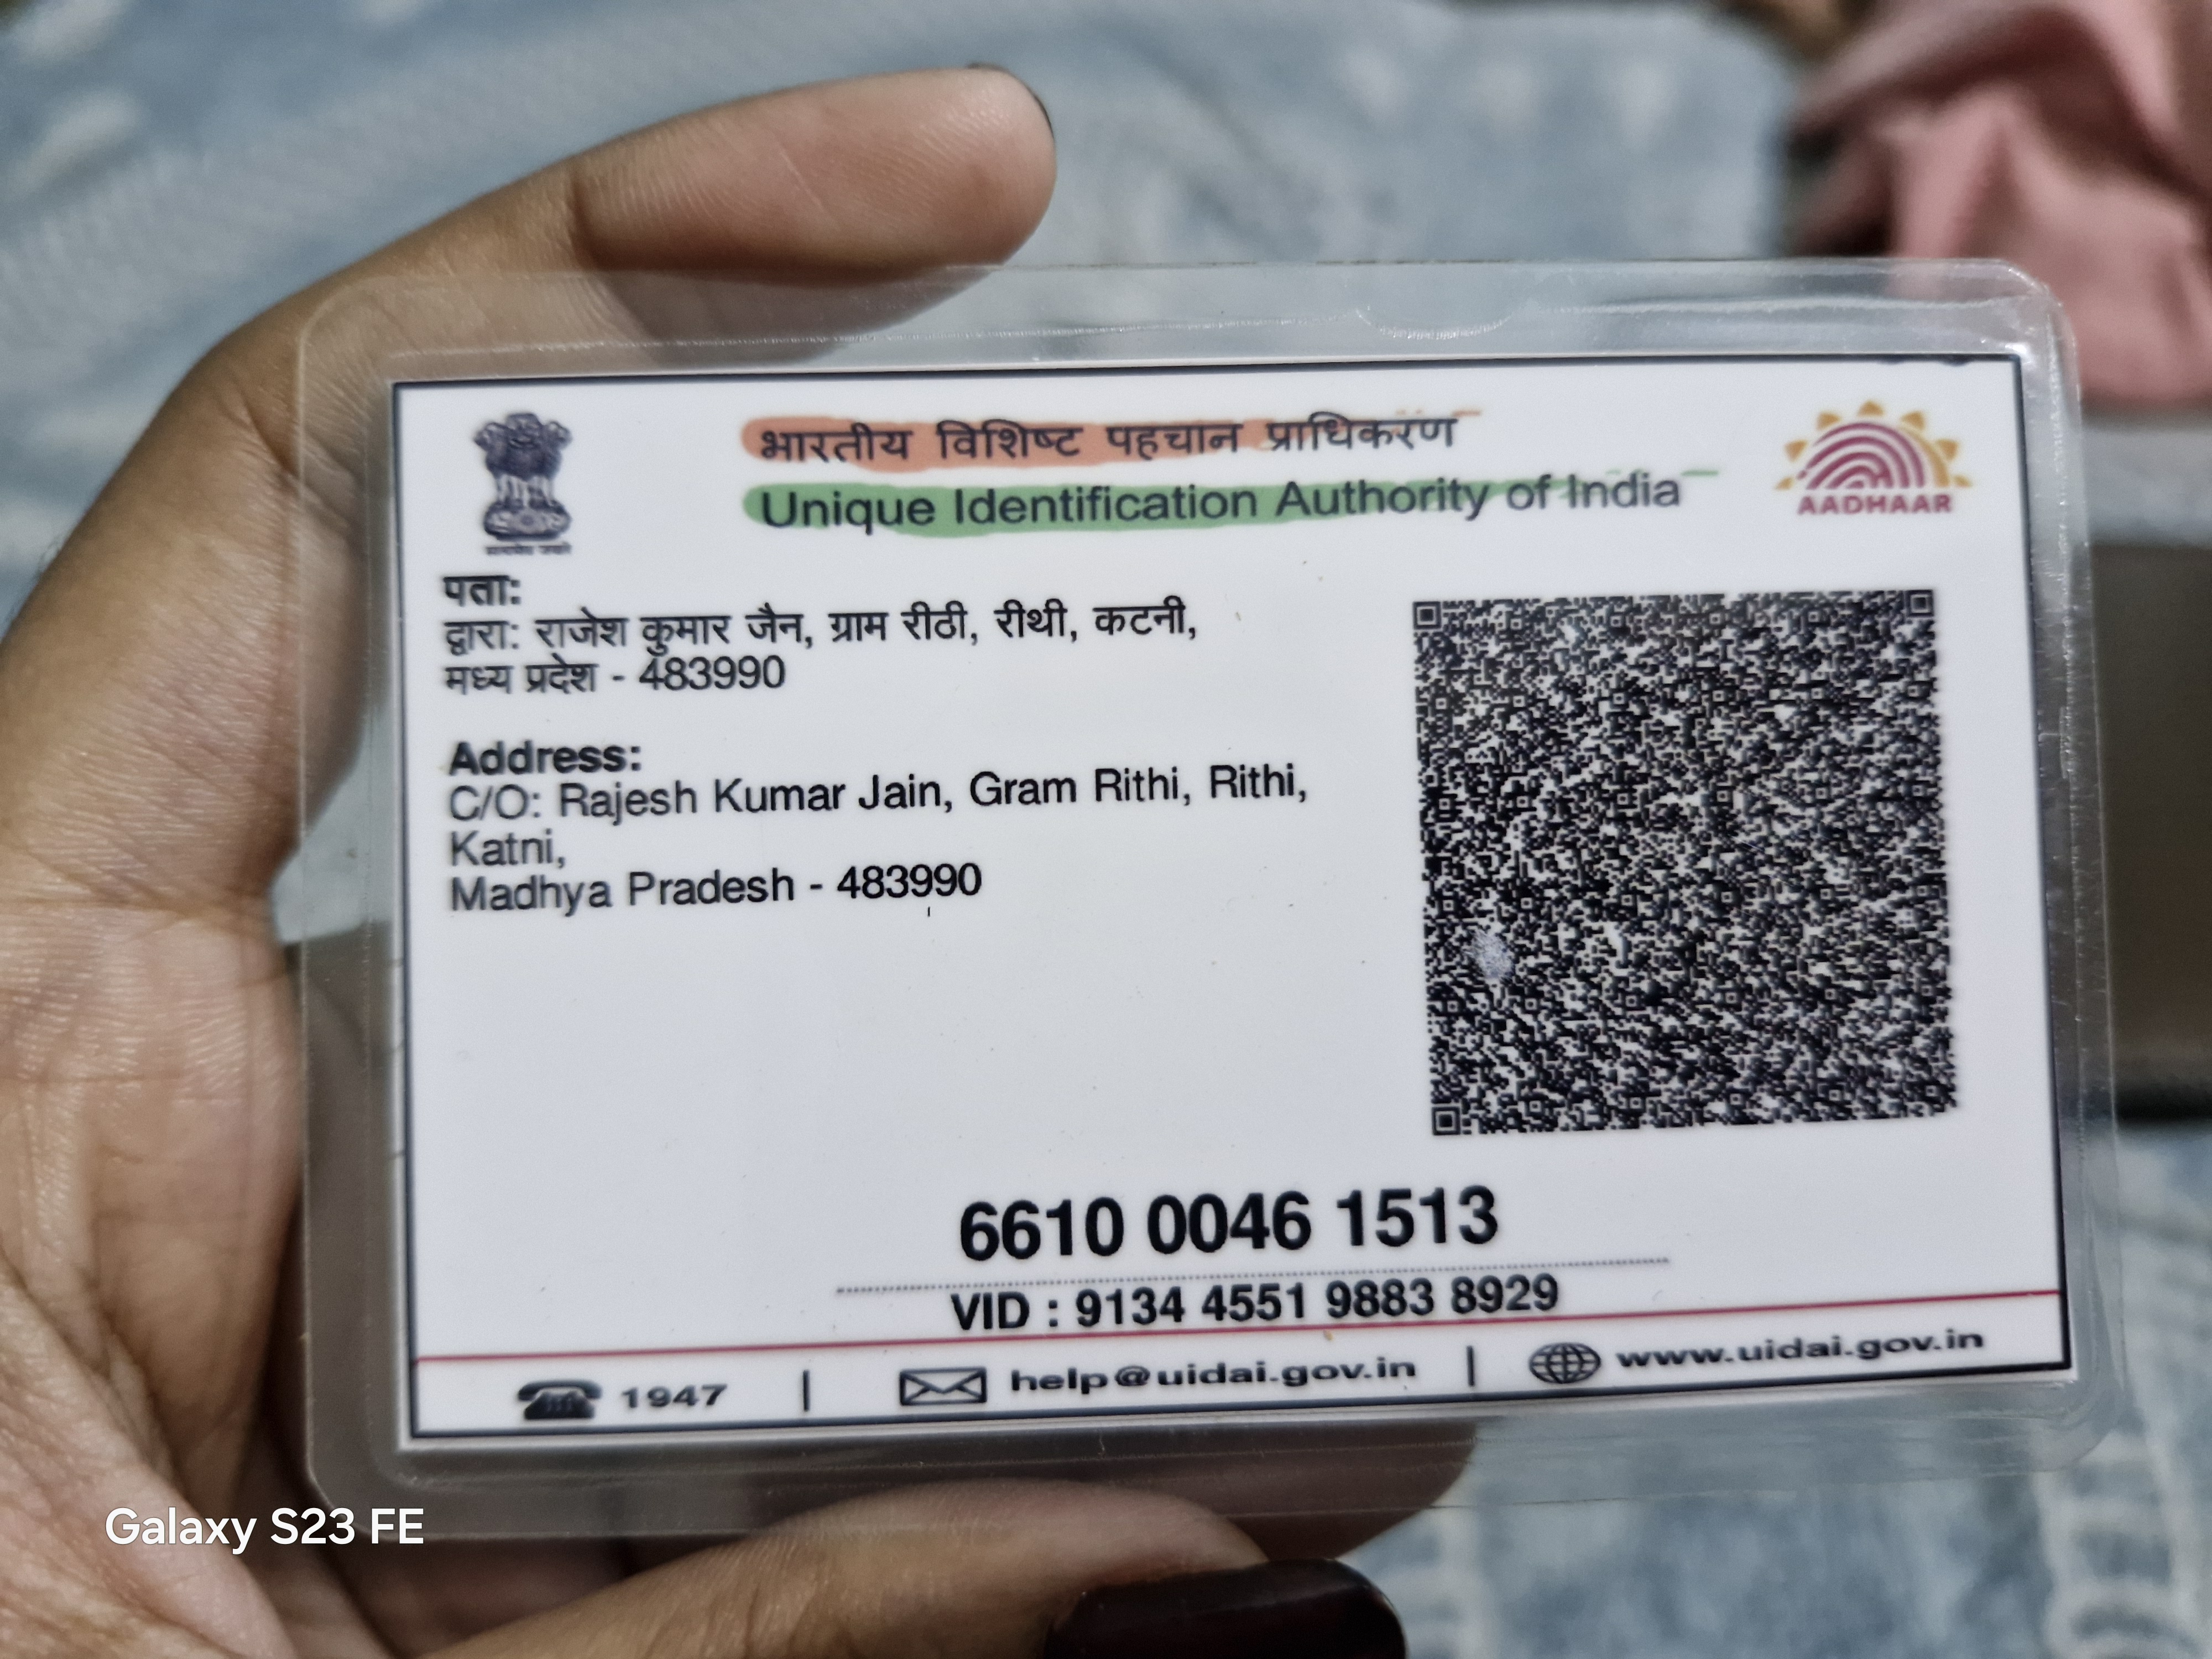 भारतीय विशिष्ट पहचान प्राधिकरण
Unique Identification Authority of India
AADHAAR
पता:
द्वारा: राजेश कुमार जैन, ग्राम रीठी, रीथी, कटनी,
मध्य प्रदेश - 483990
Address:
C/O: Rajesh Kumar Jain, Gram Rithi, Rithi,
Katni,
Madhya Pradesh - 483990
6610 0046 1513
VID : 9134 4551 9883 8929
1947 | help@uidai.gov.in | www.uidai.gov.in
Galaxy S23 FE